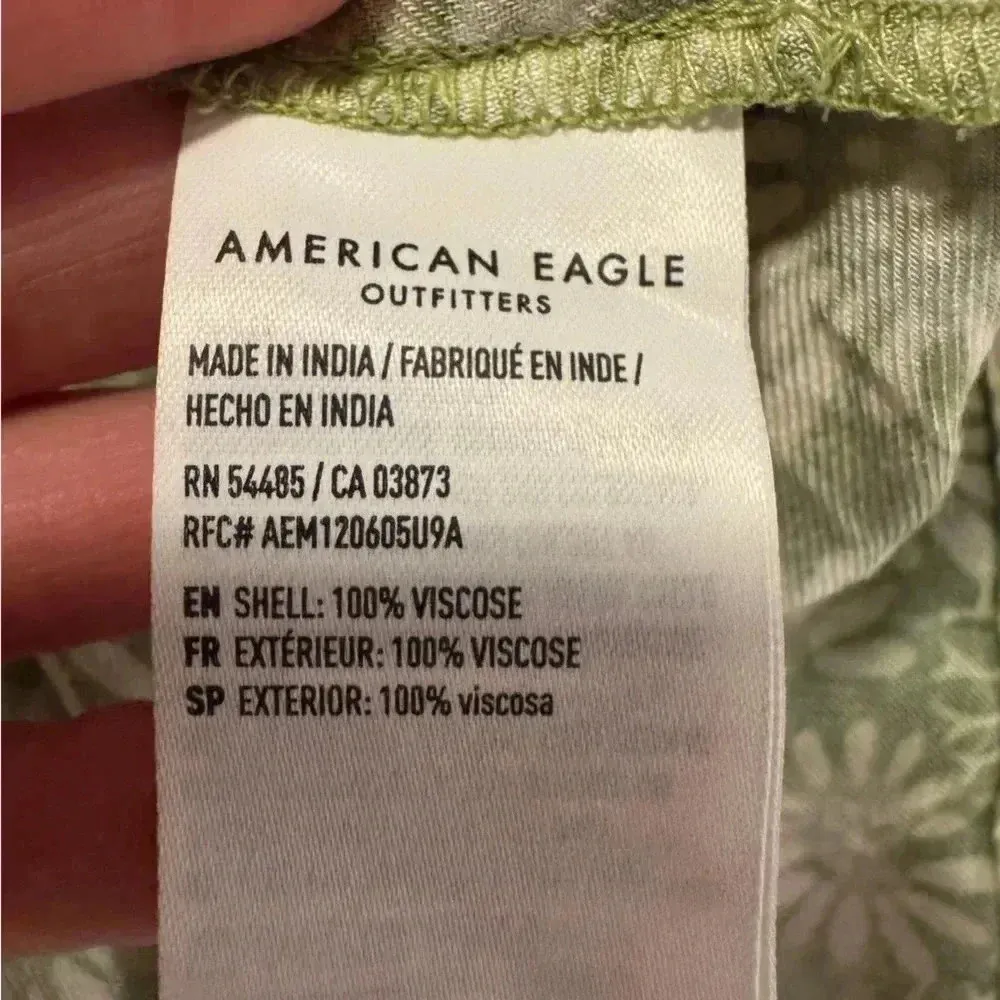 AMERICAN EAGLE
OUTFITTERS
MADE IN INDIA / FABRIQUÉ EN INDE /
HECHO EN INDIA
RN 54485 / CA 03873
RFC# AEM120605U9A
EN SHELL: 100% VISCOSE
FR EXTÉRIEUR: 100% VISCOSE
SP EXTERIOR: 100% viscosa